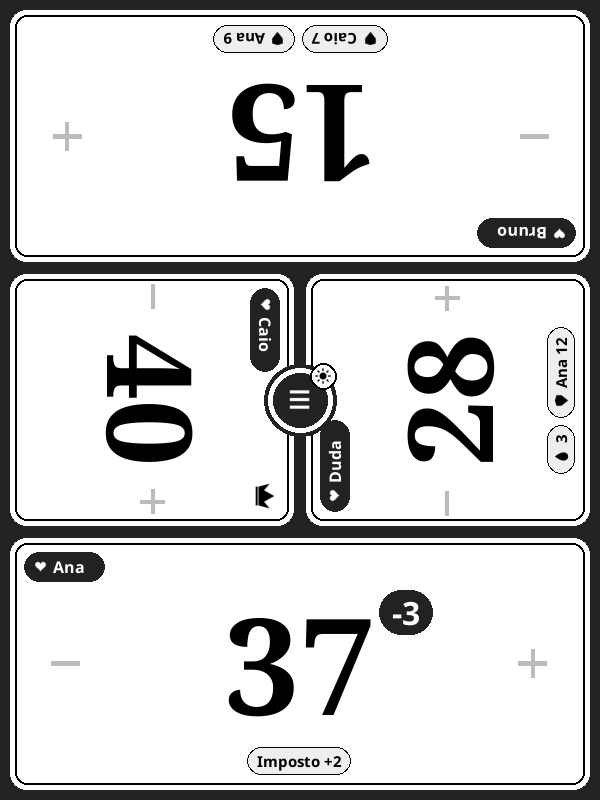 Ana 9
Caio 7
15
Bruno
Caio
40
28
Ana 12
3
Duda
Ana
37
-3
Imposto +2